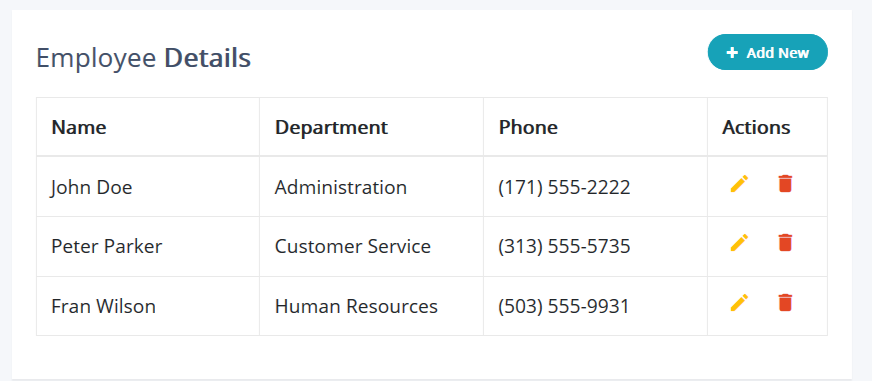 Employee Details
+ Add New
Name Department Phone Actions
John Doe Administration (171) 555-2222
Peter Parker Customer Service (313) 555-5735
Fran Wilson Human Resources (503) 555-9931